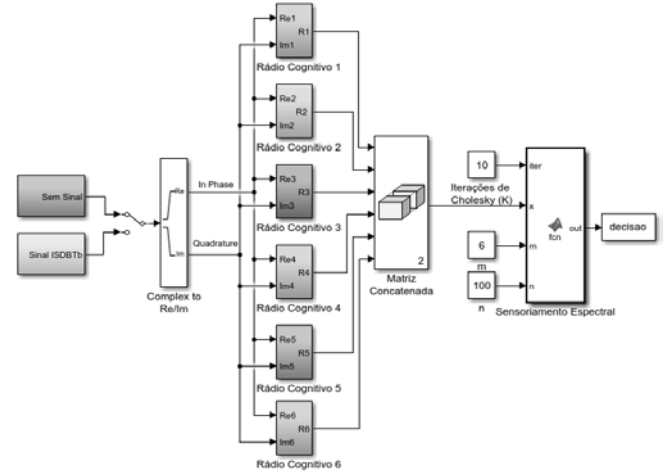 Sem Sinal
Sinal ISDBTb
Re
Im
Complex to
Re/Im
In Phase
Quadrature
Re1
Im1
R1
Rádio Cognitivo 1
Re2
Im2
R2
Rádio Cognitivo 2
Re3
Im3
R3
Rádio Cognitivo 3
Re4
Im4
R4
Rádio Cognitivo 4
Re5
Im5
R5
Rádio Cognitivo 5
Re6
Im6
R6
Rádio Cognitivo 6
2
Matriz
Concatenada
10
Iterações de
Cholesky (K)
6
m
100
n
iter
x
m
n
fcn
out
Sensoriamento Espectral
decisao